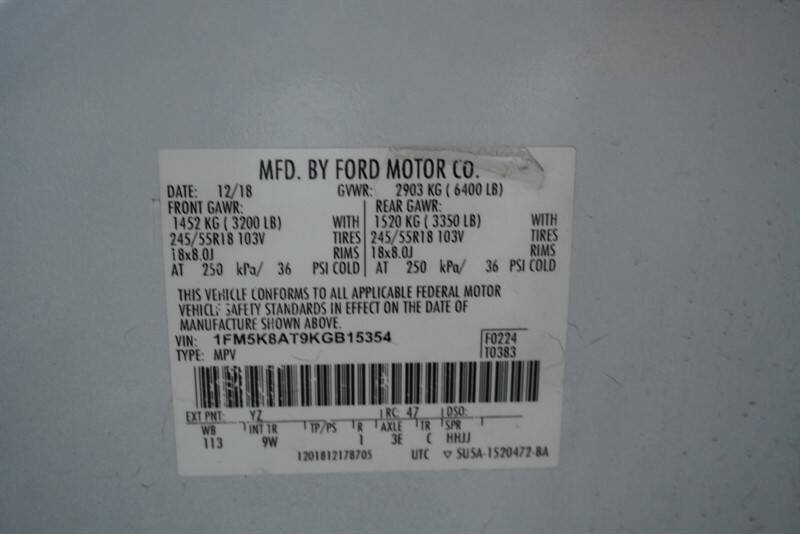 MFD. BY FORD MOTOR CO.
DATE: 12/18 GVWR: 2903 KG ( 6400 LB)
FRONT GAWR: REAR GAWR:
1452 KG ( 3200 LB) WITH 1520 KG ( 3350 LB) WITH
245/55R18 103V TIRES 245/55R18 103V TIRES
18x8.0J RIMS 18x8.0J RIMS
AT 250 kPa/ 36 PSI COLD AT 250 kPa/ 36 PSI COLD
THIS VEHICLE CONFORMS TO ALL APPLICABLE FEDERAL MOTOR
VEHICLE SAFETY STANDARDS IN EFFECT ON THE DATE OF
MANUFACTURE SHOWN ABOVE.
VIN: 1FM5K8AT9KGB15354 F0224
TYPE: MPV T0383
EXT PNT: YZ RC: 47 DSO:
WB INT TR TP/PS R AXLE TR SPR
113 9W 1 3E C HHJJ
1201812178705 UTC ▽ SU5A-1520472-BA